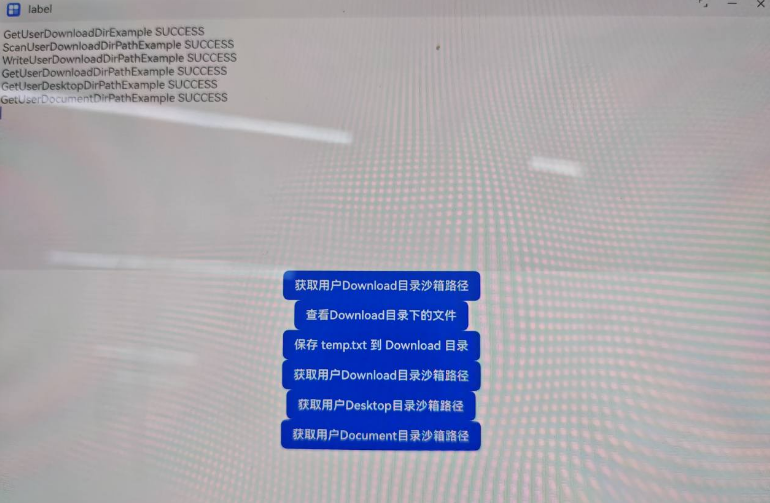 label
GetUserDownloadDirExample SUCCESS
ScanUserDownloadDirPathExample SUCCESS
WriteUserDownloadDirPathExample SUCCESS
GetUserDownloadDirPathExample SUCCESS
GetUserDesktopDirPathExample SUCCESS
GetUserDocumentDirPathExample SUCCESS
获取用户Download目录沙箱路径
查看Download目录下的文件
保存 temp.txt 到 Download 目录
获取用户Download目录沙箱路径
获取用户Desktop目录沙箱路径
获取用户Document目录沙箱路径